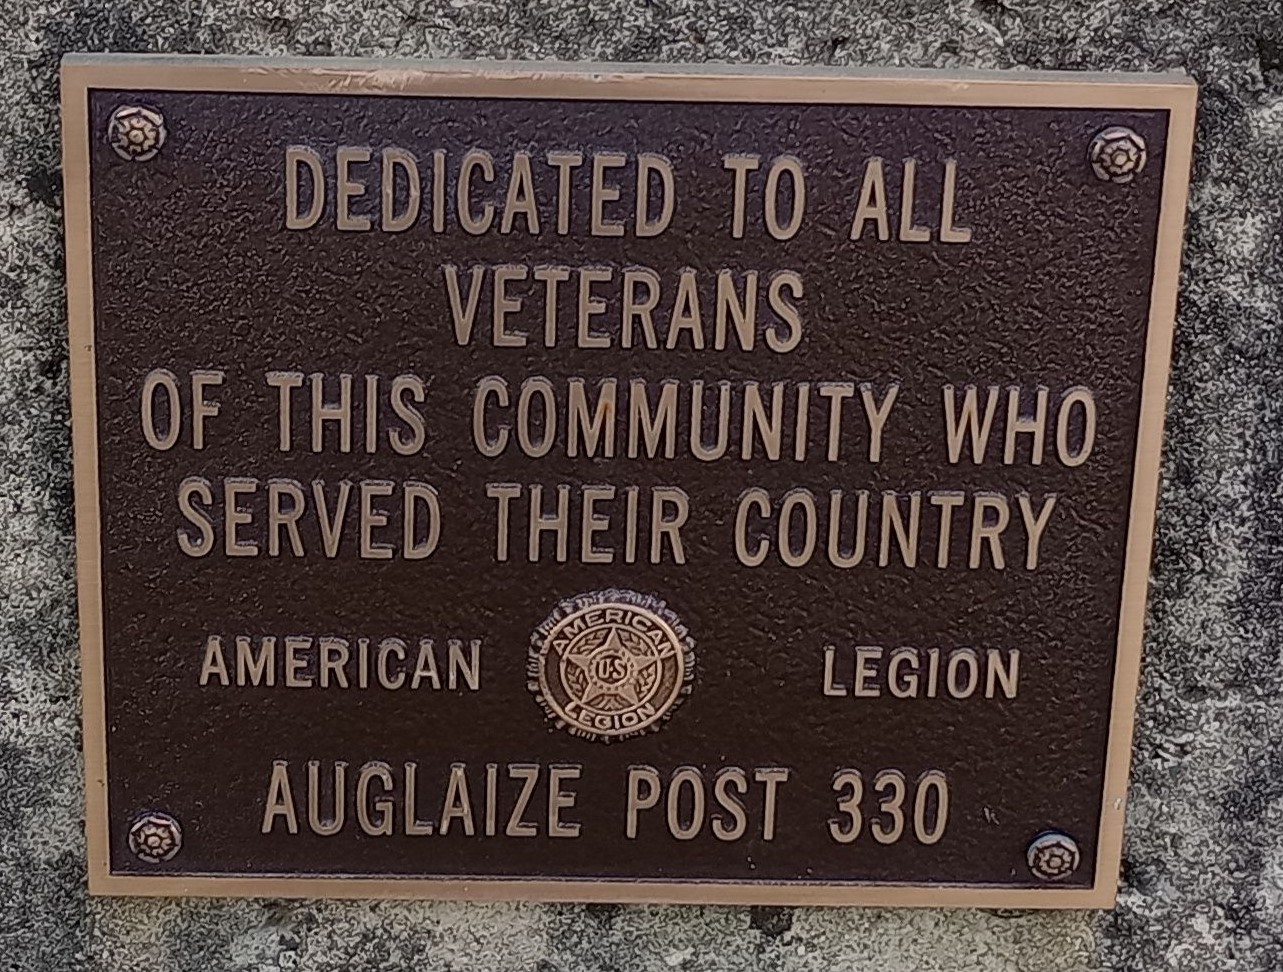 DEDICATED TO ALL
VETERANS
OF THIS COMMUNITY WHO
SERVED THEIR COUNTRY
AMERICAN LEGION
AMERICAN
U.S
LEGION
AUGLAIZE POST 330